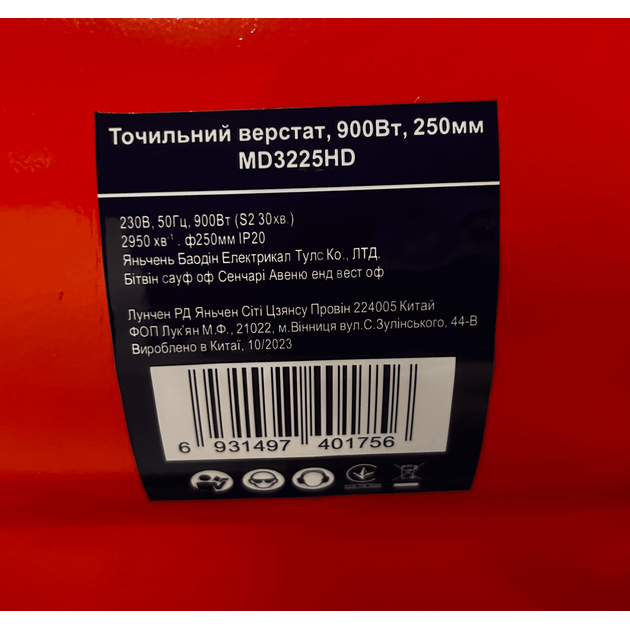 Точильний верстат, 900Вт, 250мм
MD3225HD
230В, 50Гц, 900Вт (S2 30хв.)
2950 хв⁻¹ . ф250мм IP20
Яньчень Баодін Електрикал Тулс Ко., ЛТД.
Бітвін сауф оф Сенчарі Авеню енд вест оф
Лунчен РД Яньчен Сіті Цзянсу Провін 224005 Китай
ФОП Лук'ян М.Ф., 21022, м.Вінниця вул.С.Зулінського, 44-В
Вироблено в Китаї, 10/2023
6 931497 401756